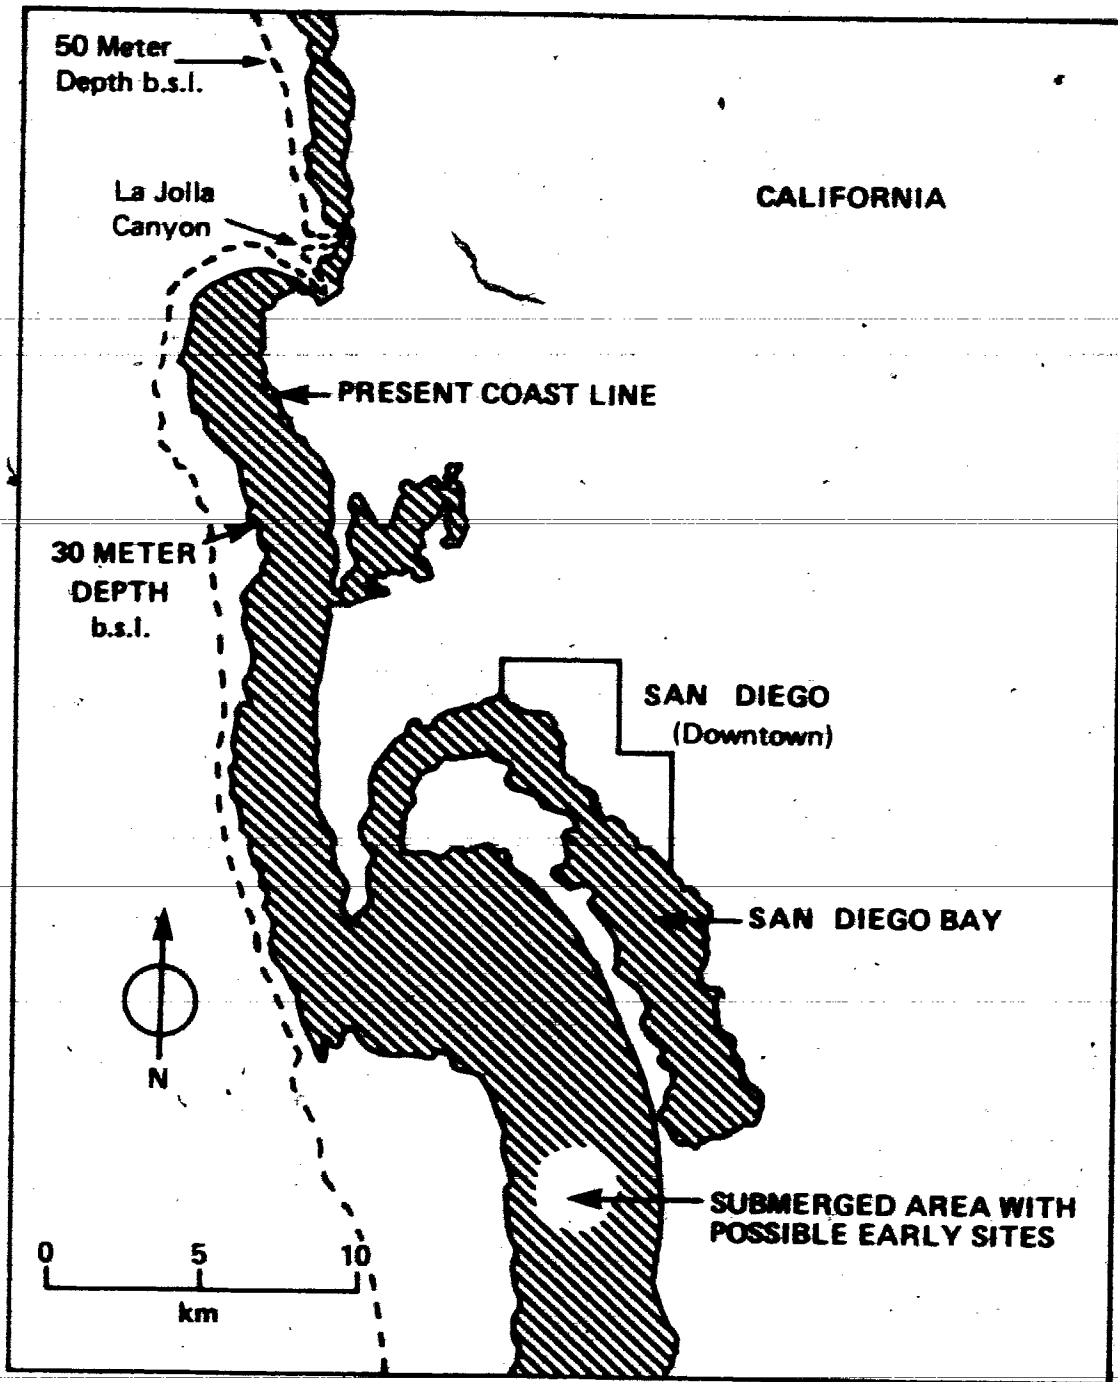 50 Meter
Depth b.s.l.
La Jolla
Canyon
CALIFORNIA
PRESENT COAST LINE
30 METER
DEPTH
b.s.l.
SAN DIEGO
(Downtown)
SAN DIEGO BAY
N
SUBMERGED AREA WITH
POSSIBLE EARLY SITES
0 5 10
km